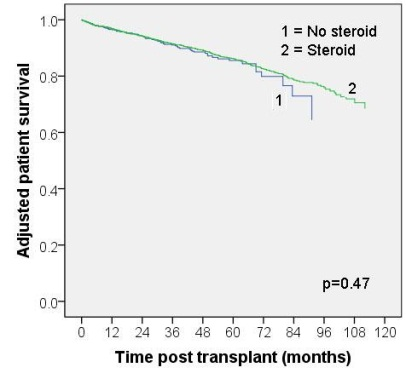 1 = No steroid
2 = Steroid
1.0
0.8
0.6
0.4
0.2
0.0
Adjusted patient survival
2
1
p=0.47
0 12 24 36 48 60 72 84 96 108 120
Time post transplant (months)